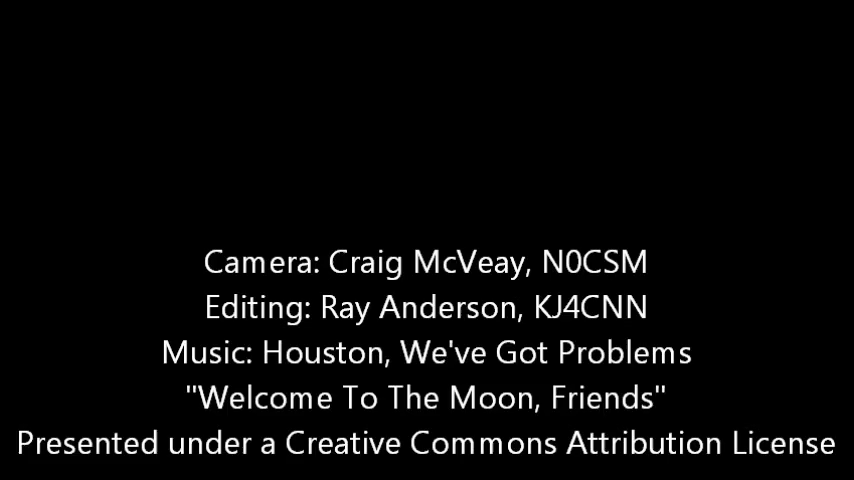 Camera: Craig McVeay, N0CSM
Editing: Ray Anderson, KJ4CNN
Music: Houston, We've Got Problems
"Welcome To The Moon, Friends"
Presented under a Creative Commons Attribution License